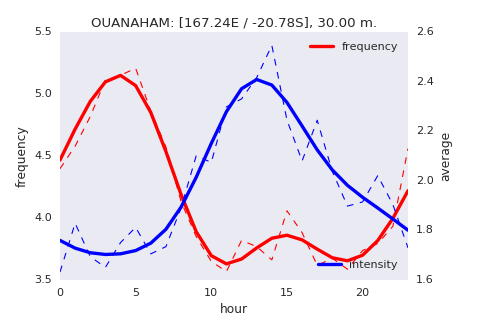 OUANAHAM: [167.24E / -20.78S], 30.00 m.
5.5
5.0
4.5
4.0
3.5
frequency
2.6
2.4
2.2
2.0
1.8
1.6
average
frequency
intensity
0 5 10 15 20
hour